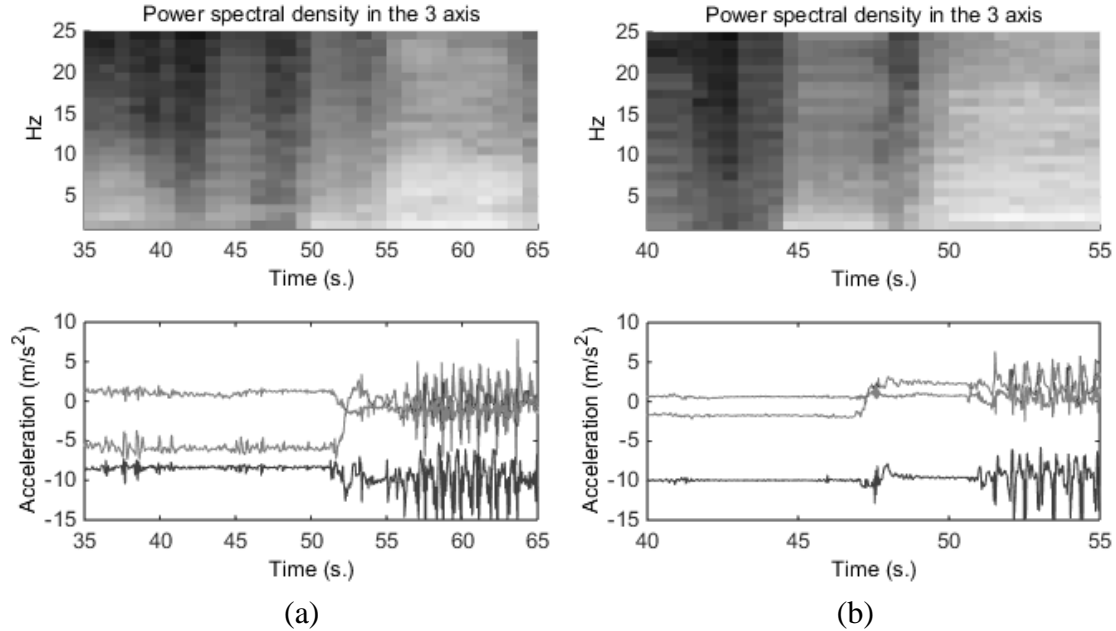 Power spectral density in the 3 axis
25
20
15
10
5
Hz
35 40 45 50 55 60 65
Time (s.)
10
5
0
-5
-10
-15
Acceleration (m/s²)
35 40 45 50 55 60 65
Time (s.)
(a)
Power spectral density in the 3 axis
25
20
15
10
5
Hz
40 45 50 55
Time (s.)
10
5
0
-5
-10
-15
Acceleration (m/s²)
40 45 50 55
Time (s.)
(b)